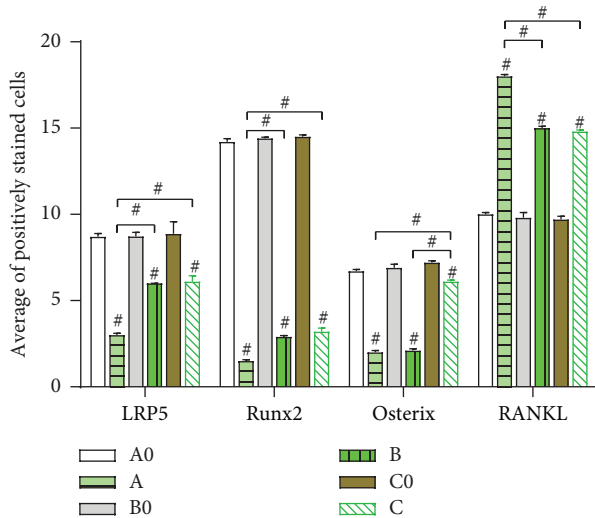 Average of positively stained cells
20
15
10
5
0
# # # #
# # # #
# # # # #
# # # # #
# # # # #
LRP5 Runx2 Osterix RANKL
A0 B
A C0
B0 C